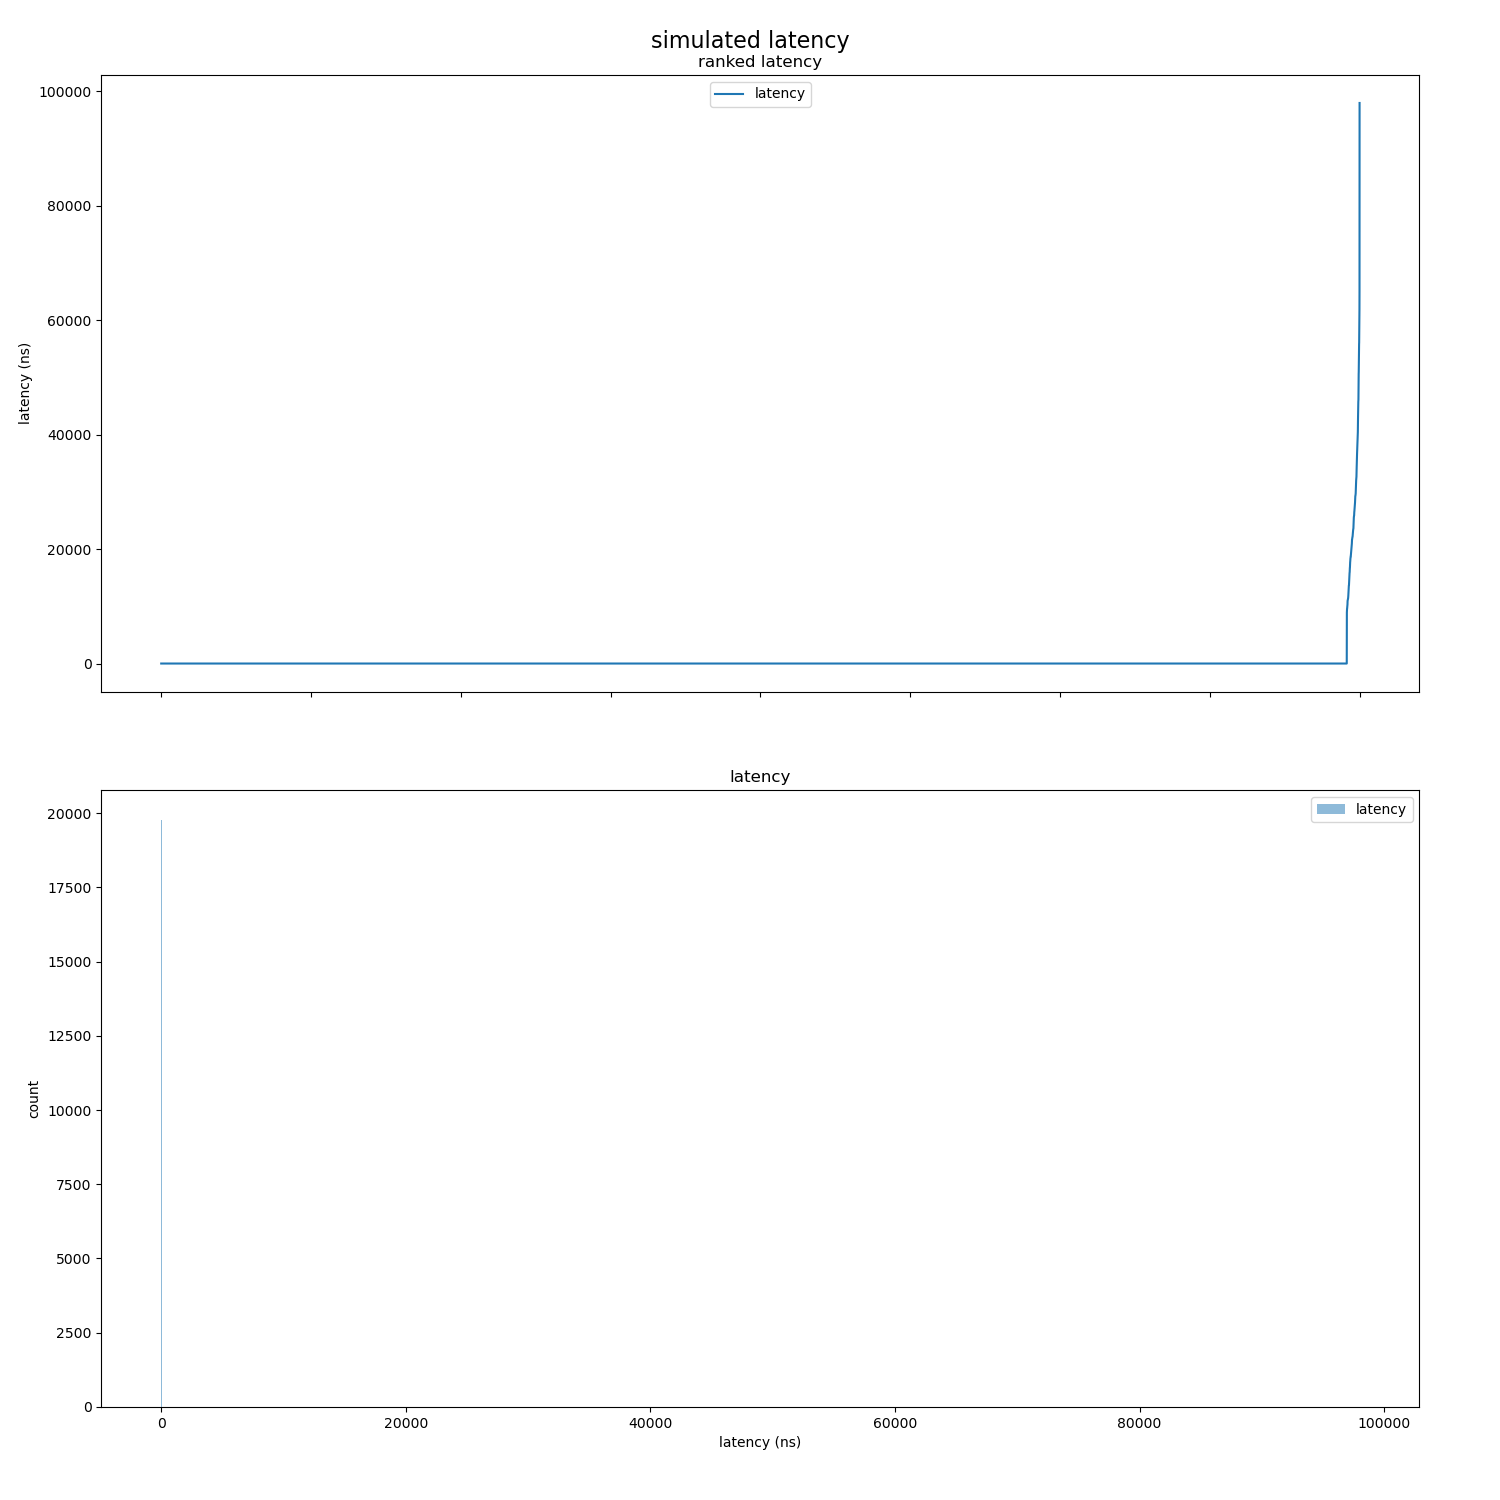 simulated latency
ranked latency
latency
100000
80000
60000
40000
20000
0
latency (ns)
latency
latency
20000
17500
15000
12500
10000
7500
5000
2500
0
count
0 20000 40000 60000 80000 100000
latency (ns)